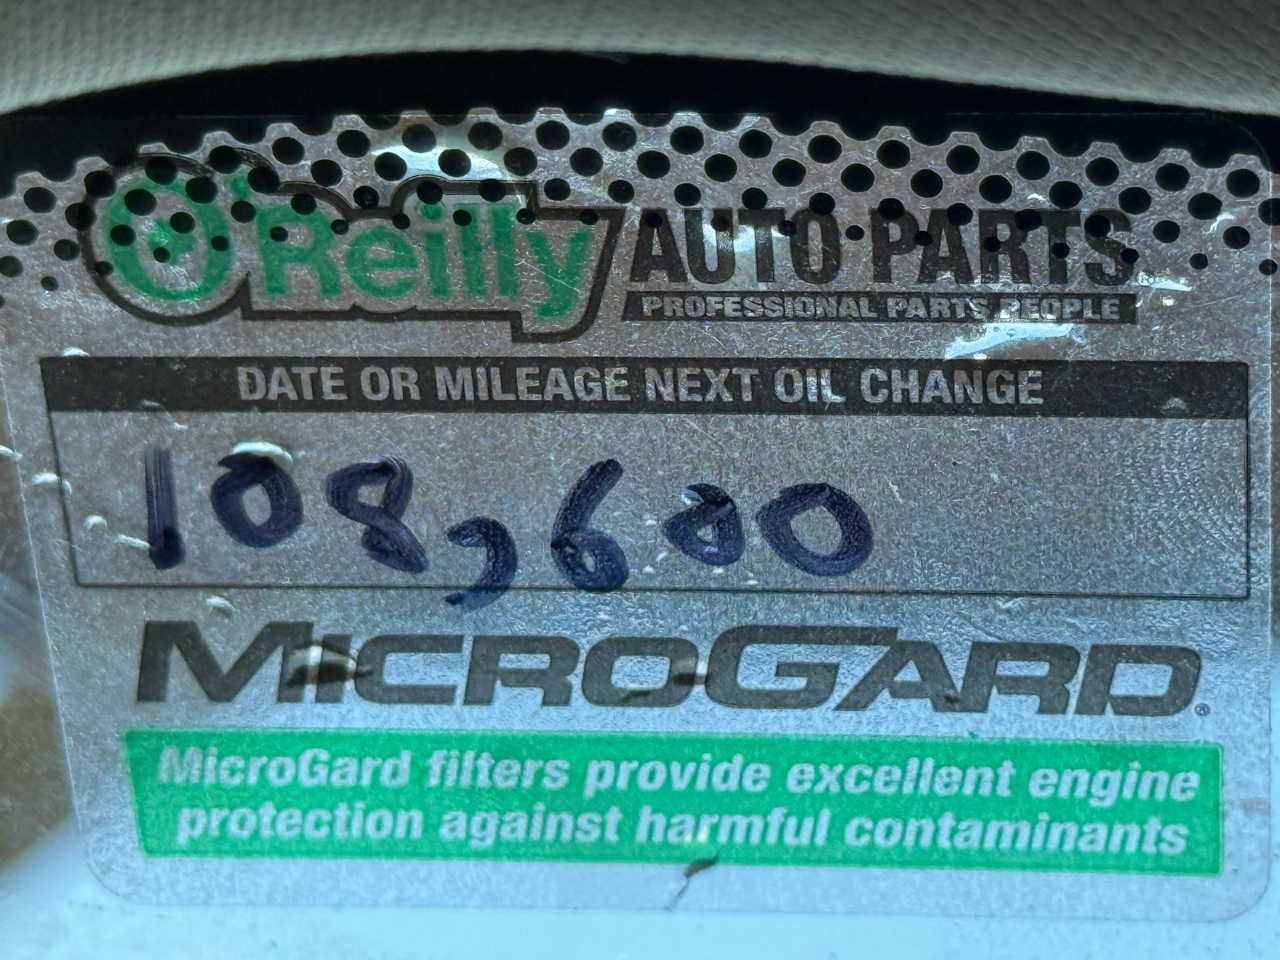 O'Reilly AUTO PARTS®
PROFESSIONAL PARTS PEOPLE
DATE OR MILEAGE NEXT OIL CHANGE
108,600
MICROGARD®
MicroGard filters provide excellent engine
protection against harmful contaminants